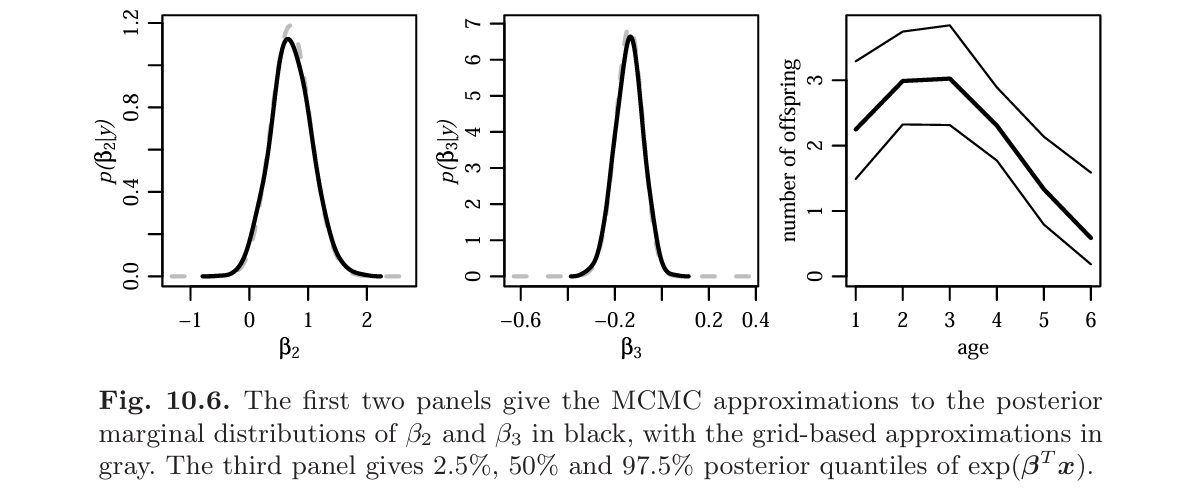 p(β₂|y)
0.0 0.4 0.8 1.2
−1 0 1 2
β₂
p(β₃|y)
0 1 2 3 4 5 6 7
−0.6 −0.2 0.2 0.4
β₃
number of offspring
0 1 2 3
1 2 3 4 5 6
age
Fig. 10.6. The first two panels give the MCMC approximations to the posterior
marginal distributions of β₂ and β₃ in black, with the grid-based approximations in
gray. The third panel gives 2.5%, 50% and 97.5% posterior quantiles of exp(βᵀx).